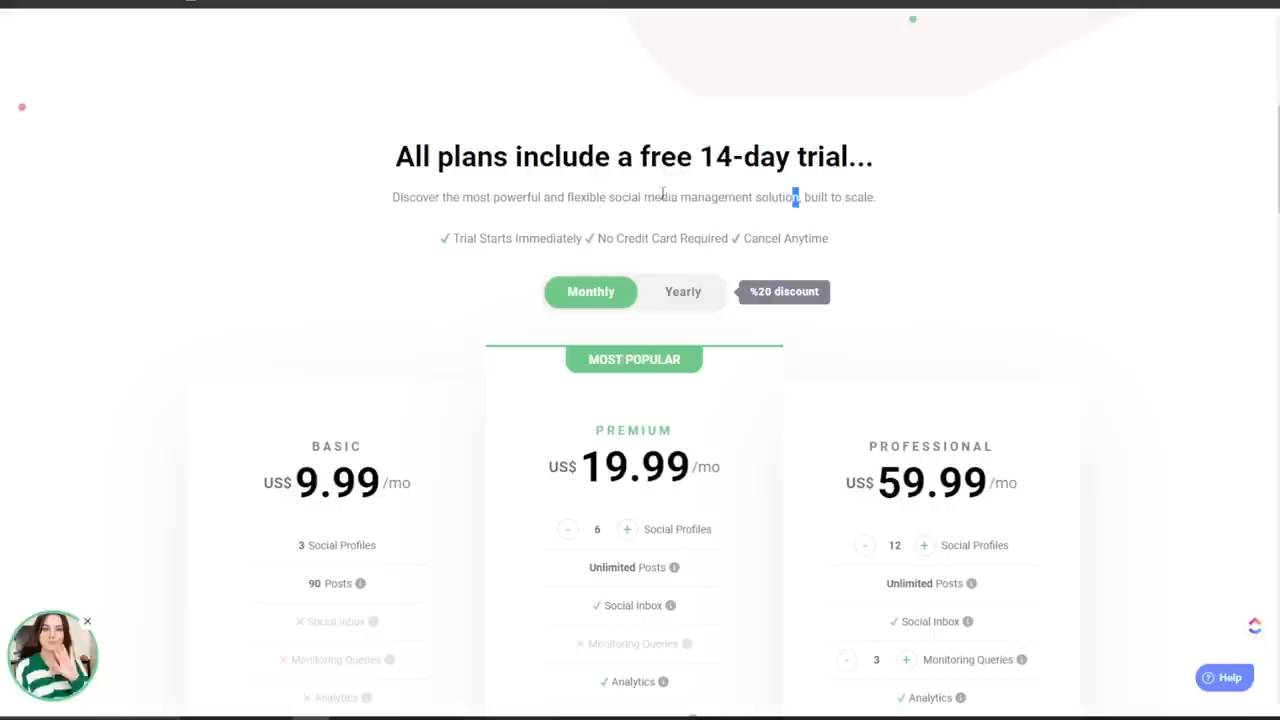 All plans include a free 14-day trial...
Discover the most powerful and flexible social media management solution, built to scale.
✓ Trial Starts Immediately ✓ No Credit Card Required ✓ Cancel Anytime
Monthly
Yearly
%20 discount
MOST POPULAR
BASIC
US$ 9.99 /mo
3 Social Profiles
90 Posts
× Social Inbox
× Monitoring Queries
× Analytics
PREMIUM
US$ 19.99 /mo
- 6 + Social Profiles
Unlimited Posts
✓ Social Inbox
× Monitoring Queries
✓ Analytics
PROFESSIONAL
US$ 59.99 /mo
- 12 + Social Profiles
Unlimited Posts
✓ Social Inbox
- 3 + Monitoring Queries
✓ Analytics
Help